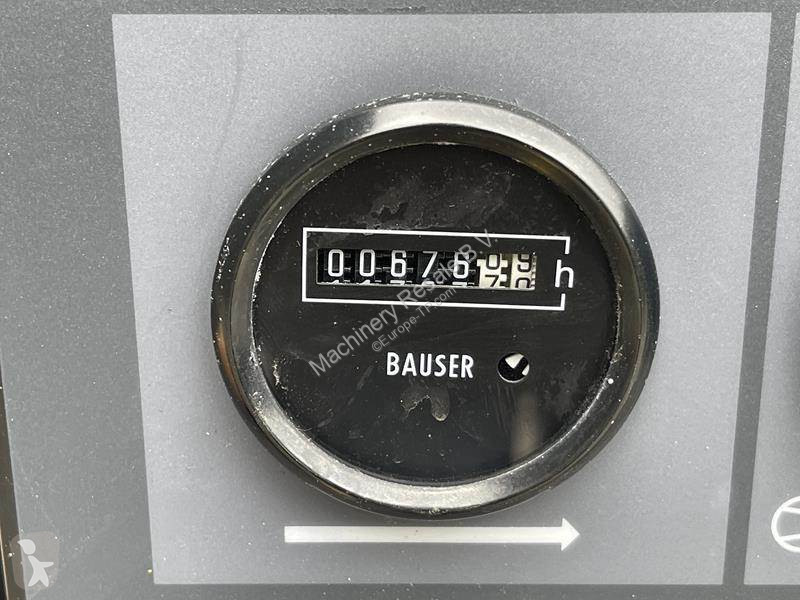 00676 h
BAUSER
Machinery Resale B.V.
©Europe-TP.com